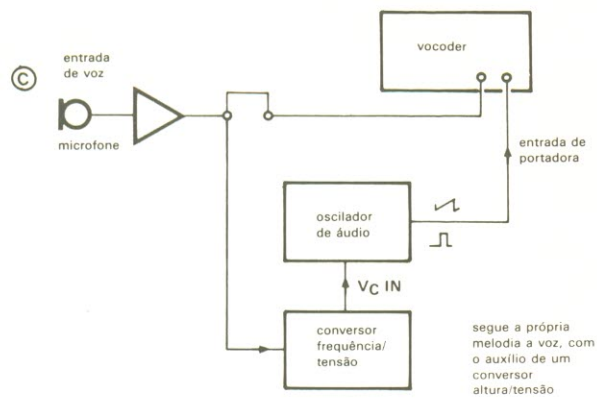 C
entrada
de voz
microfone
vocoder
entrada de
portadora
oscilador
de áudio
VC IN
conversor
frequência/
tensão
segue a própria
melodia a voz, com
o auxílio de um
conversor
altura/tensão